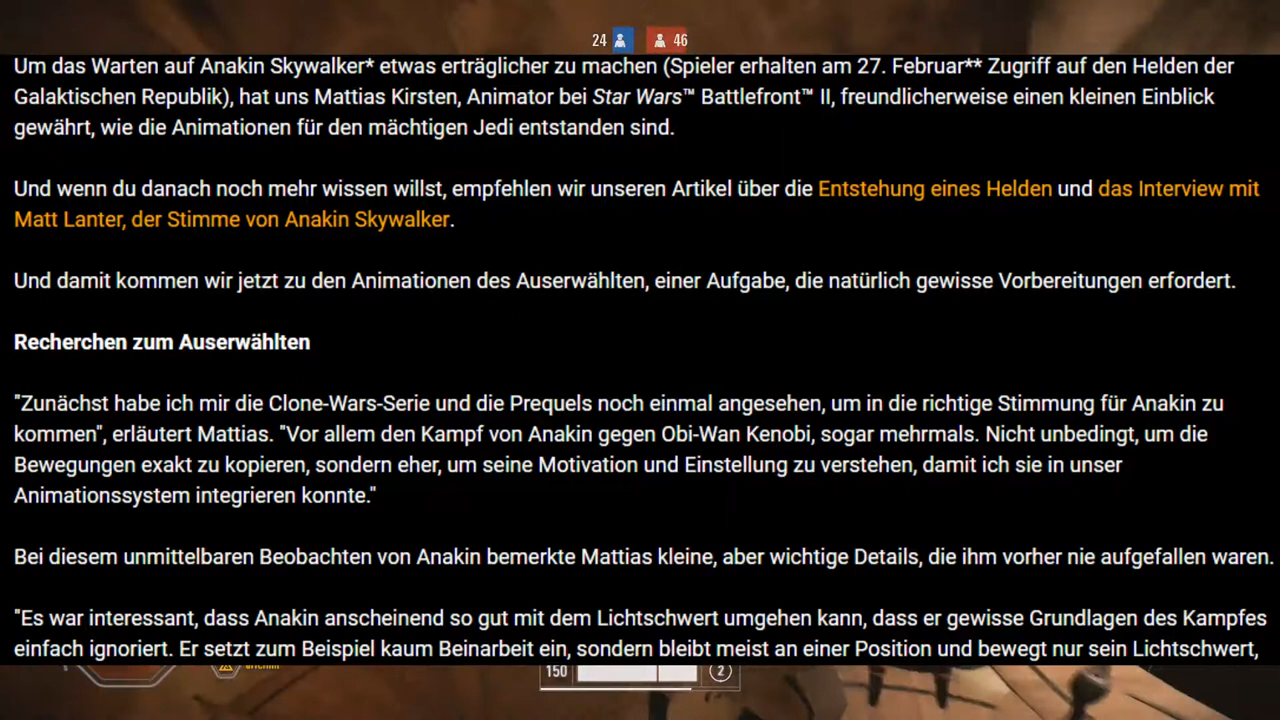 24 46
Um das Warten auf Anakin Skywalker* etwas erträglicher zu machen (Spieler erhalten am 27. Februar** Zugriff auf den Helden der
Galaktischen Republik), hat uns Mattias Kirsten, Animator bei Star Wars™ Battlefront™ II, freundlicherweise einen kleinen Einblick
gewährt, wie die Animationen für den mächtigen Jedi entstanden sind.
Und wenn du danach noch mehr wissen willst, empfehlen wir unseren Artikel über die Entstehung eines Helden und das Interview mit
Matt Lanter, der Stimme von Anakin Skywalker.
Und damit kommen wir jetzt zu den Animationen des Auserwählten, einer Aufgabe, die natürlich gewisse Vorbereitungen erfordert.
Recherchen zum Auserwählten
"Zunächst habe ich mir die Clone-Wars-Serie und die Prequels noch einmal angesehen, um in die richtige Stimmung für Anakin zu
kommen", erläutert Mattias. "Vor allem den Kampf von Anakin gegen Obi-Wan Kenobi, sogar mehrmals. Nicht unbedingt, um die
Bewegungen exakt zu kopieren, sondern eher, um seine Motivation und Einstellung zu verstehen, damit ich sie in unser
Animationssystem integrieren konnte."
Bei diesem unmittelbaren Beobachten von Anakin bemerkte Mattias kleine, aber wichtige Details, die ihm vorher nie aufgefallen waren.
"Es war interessant, dass Anakin anscheinend so gut mit dem Lichtschwert umgehen kann, dass er gewisse Grundlagen des Kampfes
einfach ignoriert. Er setzt zum Beispiel kaum Beinarbeit ein, sondern bleibt meist an einer Position und bewegt nur sein Lichtschwert,
150 2